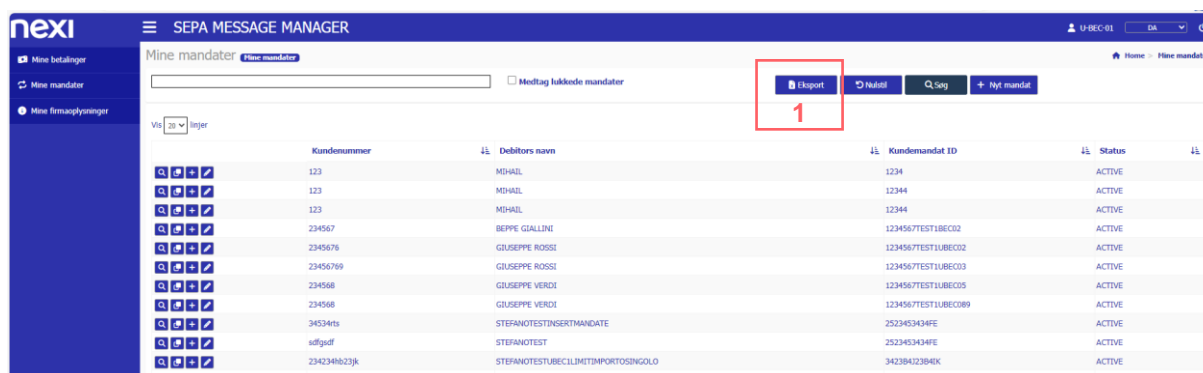 nexi
SEPA MESSAGE MANAGER
U-BEC-01 DA
Mine betalinger
Mine mandater
Mine firmaoplysninger
Mine mandater Mine mandater
Home > Mine mandat
Medtag lukkede mandater
Eksport Nulstil Søg + Nyt mandat
1
Vis 20 linjer
Kundenummer Debitors navn Kundemandat ID Status
123 MIHAIL 1234 ACTIVE
123 MIHAIL 12344 ACTIVE
123 MIHAIL 12344 ACTIVE
234567 BEPPE GIALLINI 1234567TEST1BEC02 ACTIVE
2345676 GIUSEPPE ROSSI 1234567TEST1UBEC02 ACTIVE
23456769 GIUSEPPE ROSSI 1234567TEST1UBEC03 ACTIVE
234568 GIUSEPPE VERDI 1234567TEST1UBEC05 ACTIVE
234568 GIUSEPPE VERDI 1234567TEST1UBEC089 ACTIVE
34534rts STEFANOTESTINSERTMANDATE 2523453434FE ACTIVE
sdfgsdf STEFANOTEST 2523453434FE ACTIVE
234234hb23jk STEFANOTESTUBEC1LIMITIMPORTOSINGOLO 3423B4J23B4IK ACTIVE